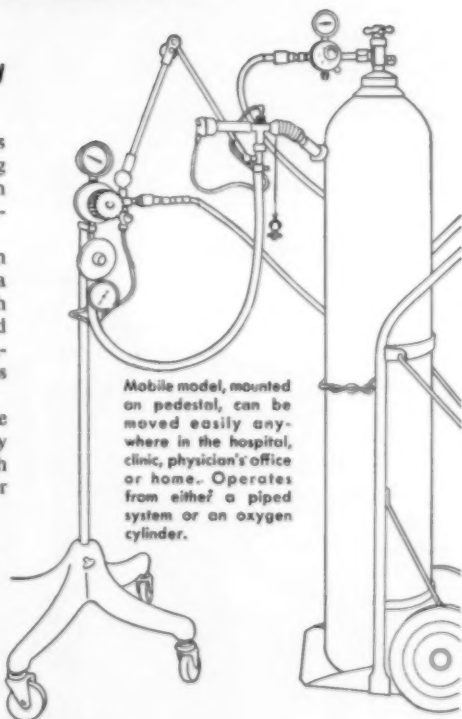 Mobile model, mounted
on pedestal, can be
moved easily any-
where in the hospital,
clinic, physician's office
or home. Operates
from either a piped
system or an oxygen
cylinder.